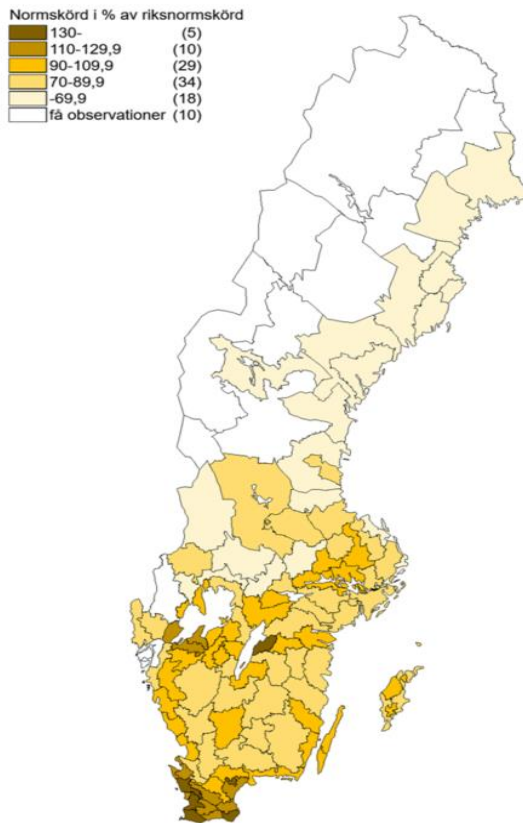 Normskörd i % av riksnormskörd
130- (5)
110-129,9 (10)
90-109,9 (29)
70-89,9 (34)
-69,9 (18)
få observationer (10)